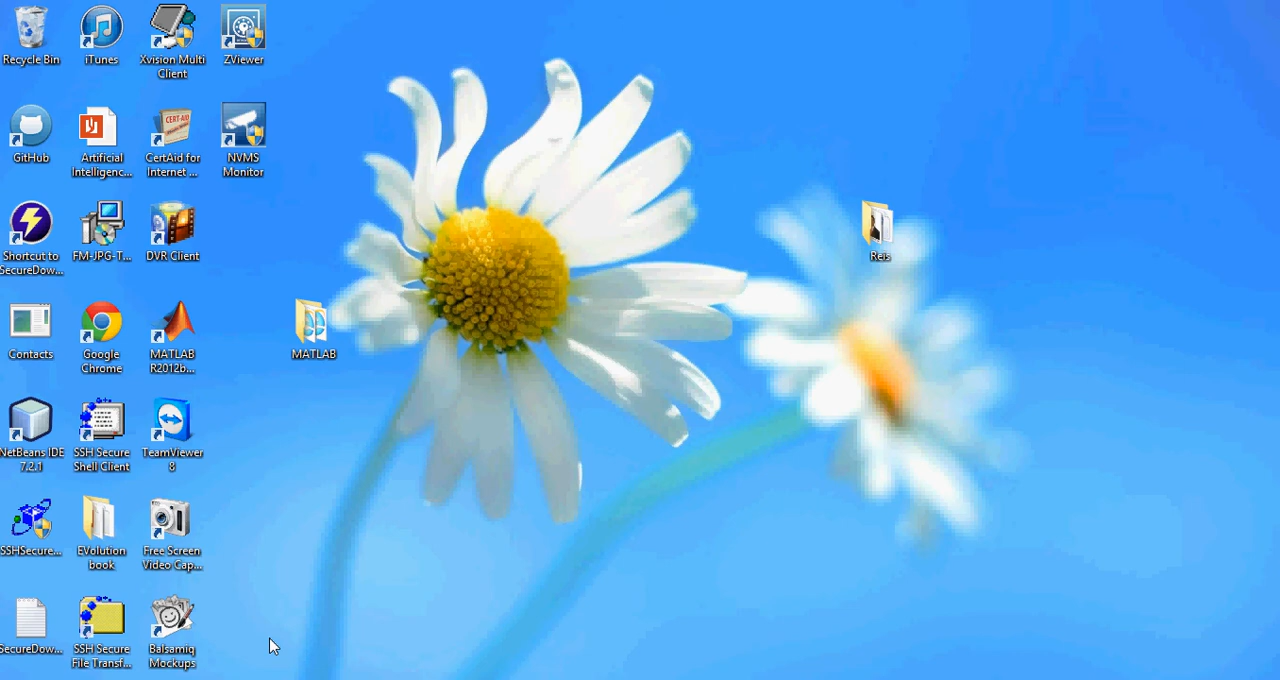 Recycle Bin
iTunes
Xvision Multi
Client
ZViewer
GitHub
Artificial
Intelligenc...
CertAid for
Internet ...
NVMS
Monitor
Shortcut to
SecureDow...
FM-JPG-T...
DVR Client
Reis
Contacts
Google
Chrome
MATLAB
R2012b...
MATLAB
NetBeans IDE
7.2.1
SSH Secure
Shell Client
TeamViewer
8
SSHSecure...
EVolution
book
Free Screen
Video Cap...
SecureDow...
SSH Secure
File Transf...
Balsamiq
Mockups